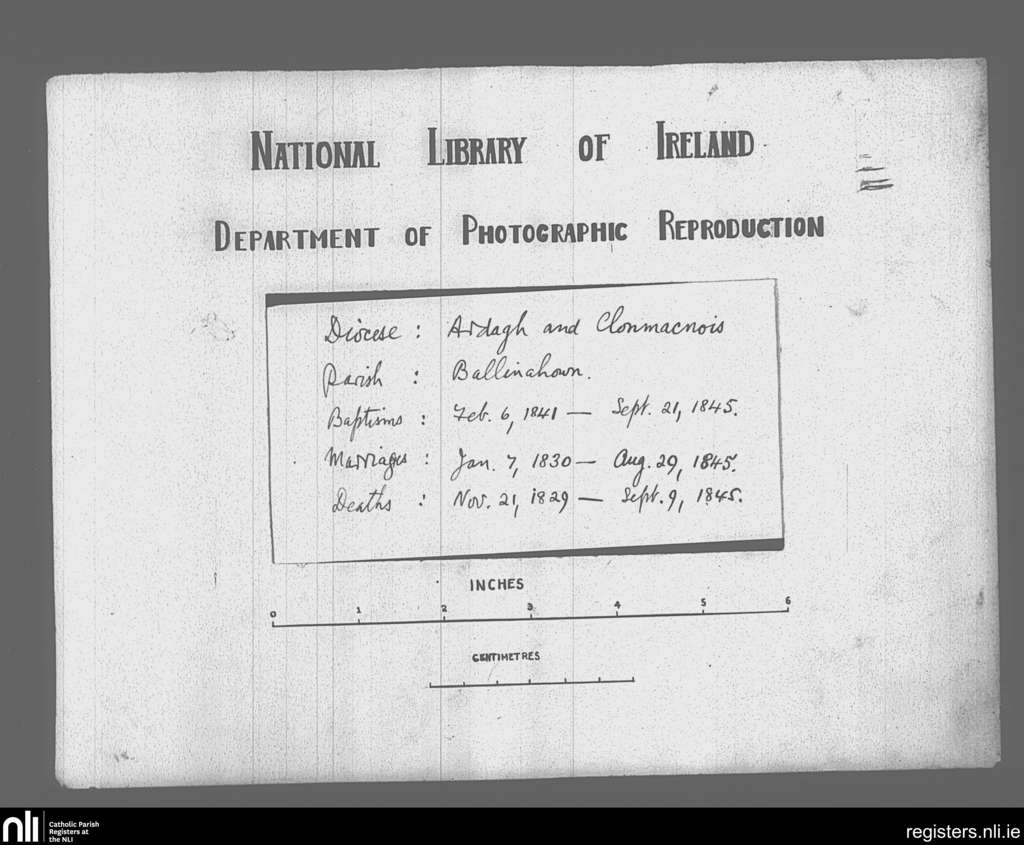 NATIONAL LIBRARY OF IRELAND
DEPARTMENT OF PHOTOGRAPHIC REPRODUCTION
Diocese : Ardagh and Clonmacnois
Parish : Ballinahown.
Baptisms : Feb. 6, 1841 — Sept. 21, 1845.
Marriages : Jan. 7, 1830 — Aug. 29, 1845.
Deaths : Nov. 21, 1829 — Sept. 9, 1845.
INCHES
0 1 2 3 4 5 6
CENTIMETRES
nli Catholic Parish
Registers at
the NLI
registers.nli.ie